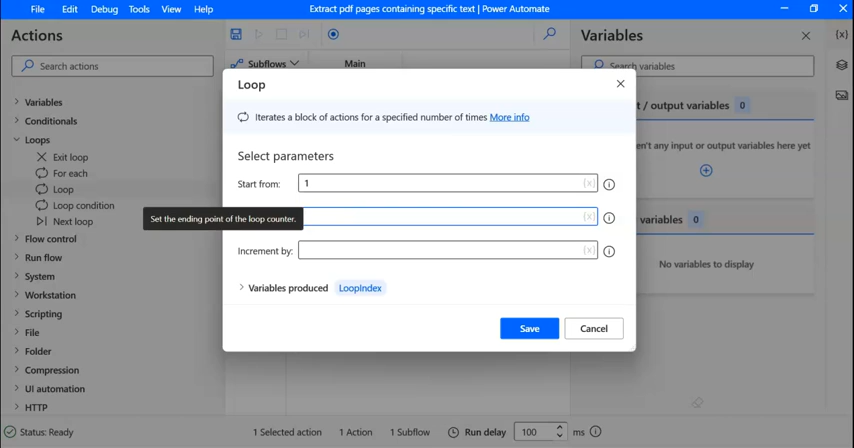 File Edit Debug Tools View Help
Extract pdf pages containing specific text | Power Automate
Actions
Search actions
Variables
Conditionals
Loops
Exit loop
For each
Loop
Loop condition
Next loop
Flow control
Run flow
System
Workstation
Scripting
File
Folder
Compression
UI automation
HTTP
Subflows
Main
Loop
Iterates a block of actions for a specified number of times More info
Select parameters
Start from: 1 {x}
Set the ending point of the loop counter.
{x}
Increment by: {x}
Variables produced LoopIndex
Save Cancel
Variables {x}
Search variables
t / output variables 0
en't any input or output variables here yet
variables 0
No variables to display
Status: Ready
1 Selected action 1 Action 1 Subflow Run delay 100 ms